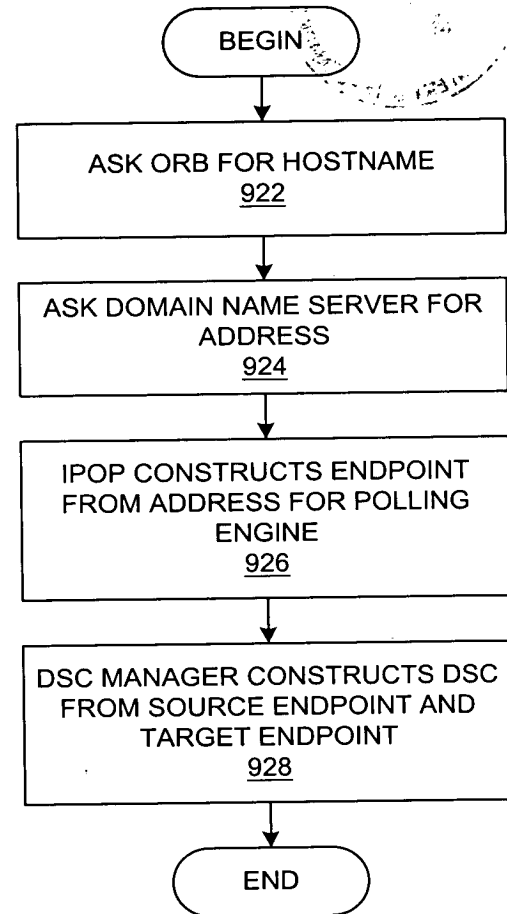 BEGIN
ASK ORB FOR HOSTNAME
922
ASK DOMAIN NAME SERVER FOR
ADDRESS
924
IPOP CONSTRUCTS ENDPOINT
FROM ADDRESS FOR POLLING
ENGINE
926
DSC MANAGER CONSTRUCTS DSC
FROM SOURCE ENDPOINT AND
TARGET ENDPOINT
928
END